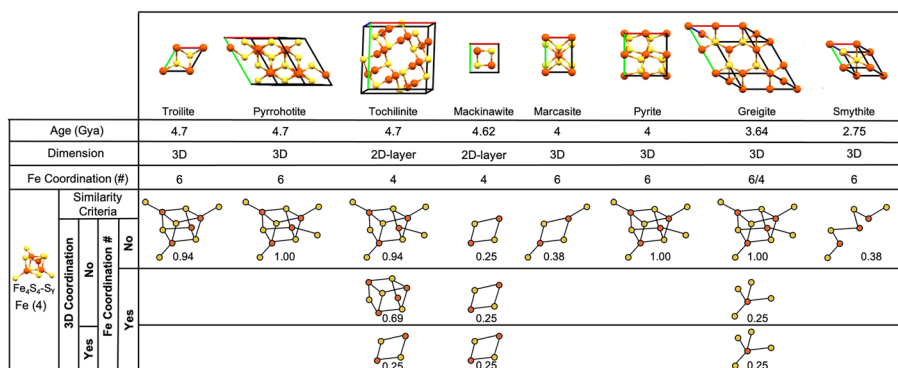 Troilite Pyrrohotite Tochilinite Mackinawite Marcasite Pyrite Greigite Smythite
Age (Gya) 4.7 4.7 4.7 4.62 4 4 3.64 2.75
Dimension 3D 3D 2D-layer 2D-layer 3D 3D 3D 3D
Fe Coordination (#) 6 6 4 4 6 6 6/4 6
Similarity
Criteria
3D Coordination
No
Yes
Fe Coordination #
No
Yes
0.94 1.00 0.94 0.25 0.38 1.00 1.00 0.38
Fe4S4-SY
Fe (4)
0.69 0.25 0.25
0.25 0.25 0.25